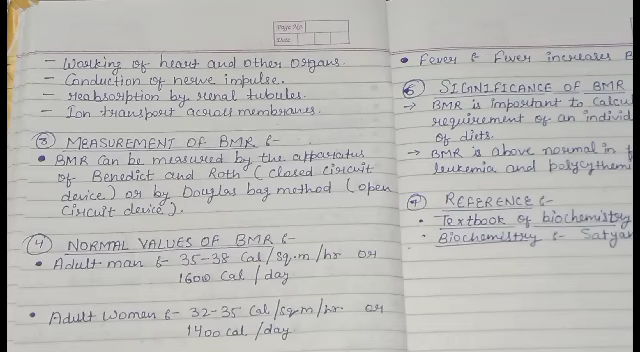 Page No.
Date
- Working of heart and other organs.
- Conduction of nerve impulse.
- reabsorption by renal tubules.
- Ion transport across membranes.
③ MEASUREMENT OF BMR :-
• BMR can be measured by the apparatus
of Benedict and Roth (closed circuit
device) or by Douglas bag method (open
circuit device).
④ NORMAL VALUES OF BMR :-
• Adult man :- 35-38 Cal/Sq.m/hr or
1600 Cal/day
• Adult Women :- 32-35 Cal/sqm/hr. or
1400 cal/day.
• Fever :- Fever increases B
⑥ SIGNIFICANCE OF BMR
→ BMR is important to calcu
requirement of an individ
of diets.
→ BMR is above normal in
leukemia and polycythemi
REFERENCE :-
• Textbook of biochemistry
• Biochemistry :- Satya